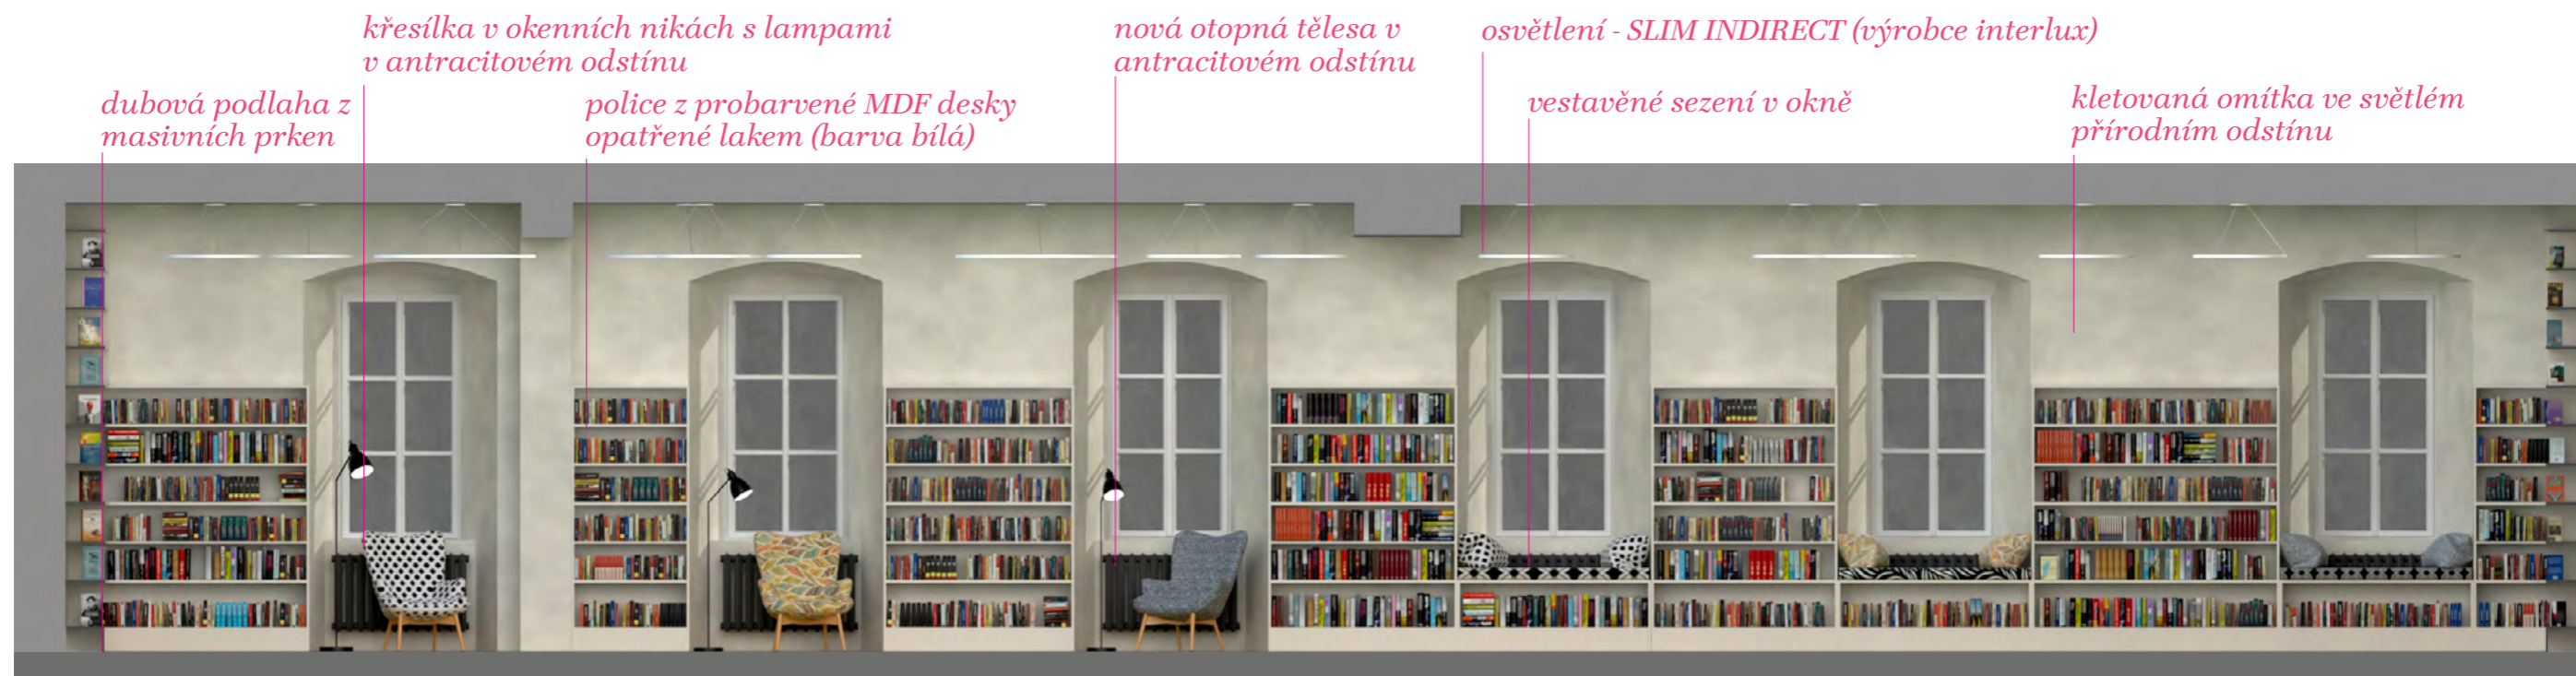 křesílka v okenních nikách s lampami
v antracitovém odstínu
nová otopná tělesa v
antracitovém odstínu
osvětlení - SLIM INDIRECT (výrobce interlux)
dubová podlaha z
masivních prken
police z probarvené MDF desky
opatřené lakem (barva bílá)
vestavěné sezení v okně
kletovaná omítka ve světlém
přírodním odstínu